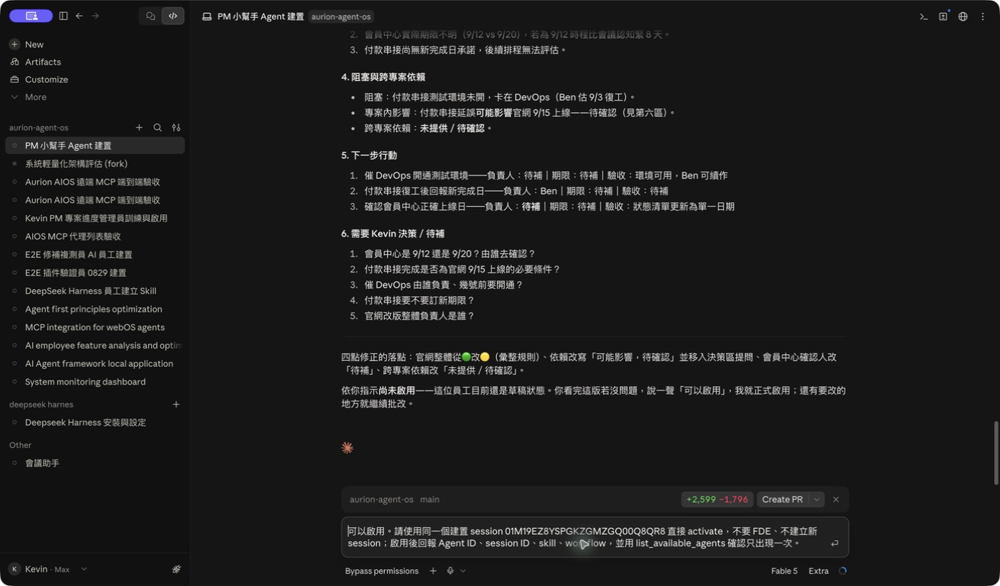 PM 小幫手 Agent 建置 aurion-agent-os
New
Artifacts
Customize
More
aurion-agent-os
PM 小幫手 Agent 建置
系統輕量化架構評估 (fork)
Aurion AIOS 遠端 MCP 端到端驗收
Aurion AIOS 遠端 MCP 端到端驗收
Kevin PM 專案進度管理員訓練與啟用
AIOS MCP 代理列表驗收
E2E 修補複測員 AI 員工建置
E2E 插件驗證員 0829 建置
DeepSeek Harness 員工建立 Skill
Agent first principles optimization
MCP integration for webOS agents
AI employee feature analysis and optim
AI Agent framework local application
System monitoring dashboard
deepseek harnes
Deepseek Harness 安裝與設定
Other
會議助手
K Kevin · Max
2. 會員中心實際期限不明（9/12 vs 9/20），若為 9/12 時程比會議認知緊 8 天。
3. 付款串接尚無新完成日承諾，後續排程無法評估。
4. 阻塞與跨專案依賴
• 阻塞：付款串接測試環境未開，卡在 DevOps（Ben 估 9/3 復工）。
• 專案內影響：付款串接延誤可能影響官網 9/15 上線——待確認（見第六區）。
• 跨專案依賴：未提供 / 待確認。
5. 下一步行動
1. 催 DevOps 開通測試環境——負責人：待補｜期限：待補｜驗收：環境可用，Ben 可續作
2. 付款串接復工後回報新完成日——負責人：Ben｜期限：待補｜驗收：待補
3. 確認會員中心正確上線日——負責人：待補｜期限：待補｜驗收：狀態清單更新為單一日期
6. 需要 Kevin 決策 / 待補
1. 會員中心是 9/12 還是 9/20？由誰去確認？
2. 付款串接完成是否為官網 9/15 上線的必要條件？
3. 催 DevOps 由誰負責、幾號前要開通？
4. 付款串接要不要訂新期限？
5. 官網改版整體負責人是誰？
四點修正的落點：官網整體從🟢改🟡（彙整規則）、依賴改寫「可能影響，待確認」並移入決策區提問、會員中心確認人改
「待補」、跨專案依賴改「未提供 / 待確認」。
依你指示尚未啟用——這位員工目前還是草稿狀態。你看完這版若沒問題，說一聲「可以啟用」，我就正式啟用；還有要改的
地方就繼續批改。
aurion-agent-os main +2,599 −1,796 Create PR
可以啟用。請使用同一個建置 session 01M19EZ8YSPGKZGMZGQ00Q8QR8 直接 activate，不要 FDE、不建立新
session；啟用後回報 Agent ID、session ID、skill、workflow，並用 list_available_agents 確認只出現一次。
Bypass permissions Fable 5 Extra